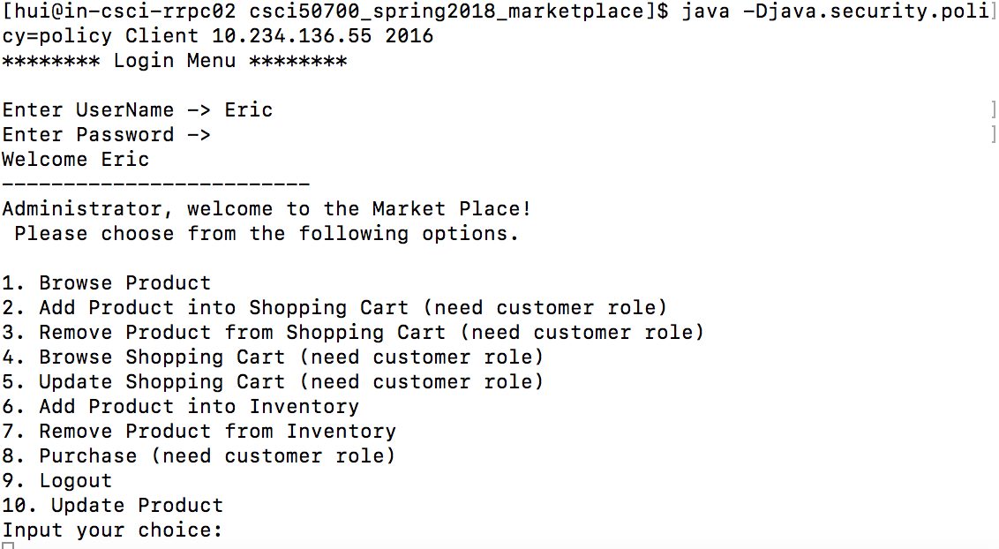 [hui@in-csci-rrpc02 csci50700_spring2018_marketplace]$ java -Djava.security.poli]
cy=policy Client 10.234.136.55 2016
******** Login Menu ********
Enter UserName -> Eric ]
Enter Password -> ]
Welcome Eric
-------------------------
Administrator, welcome to the Market Place!
Please choose from the following options.
1. Browse Product
2. Add Product into Shopping Cart (need customer role)
3. Remove Product from Shopping Cart (need customer role)
4. Browse Shopping Cart (need customer role)
5. Update Shopping Cart (need customer role)
6. Add Product into Inventory
7. Remove Product from Inventory
8. Purchase (need customer role)
9. Logout
10. Update Product
Input your choice: